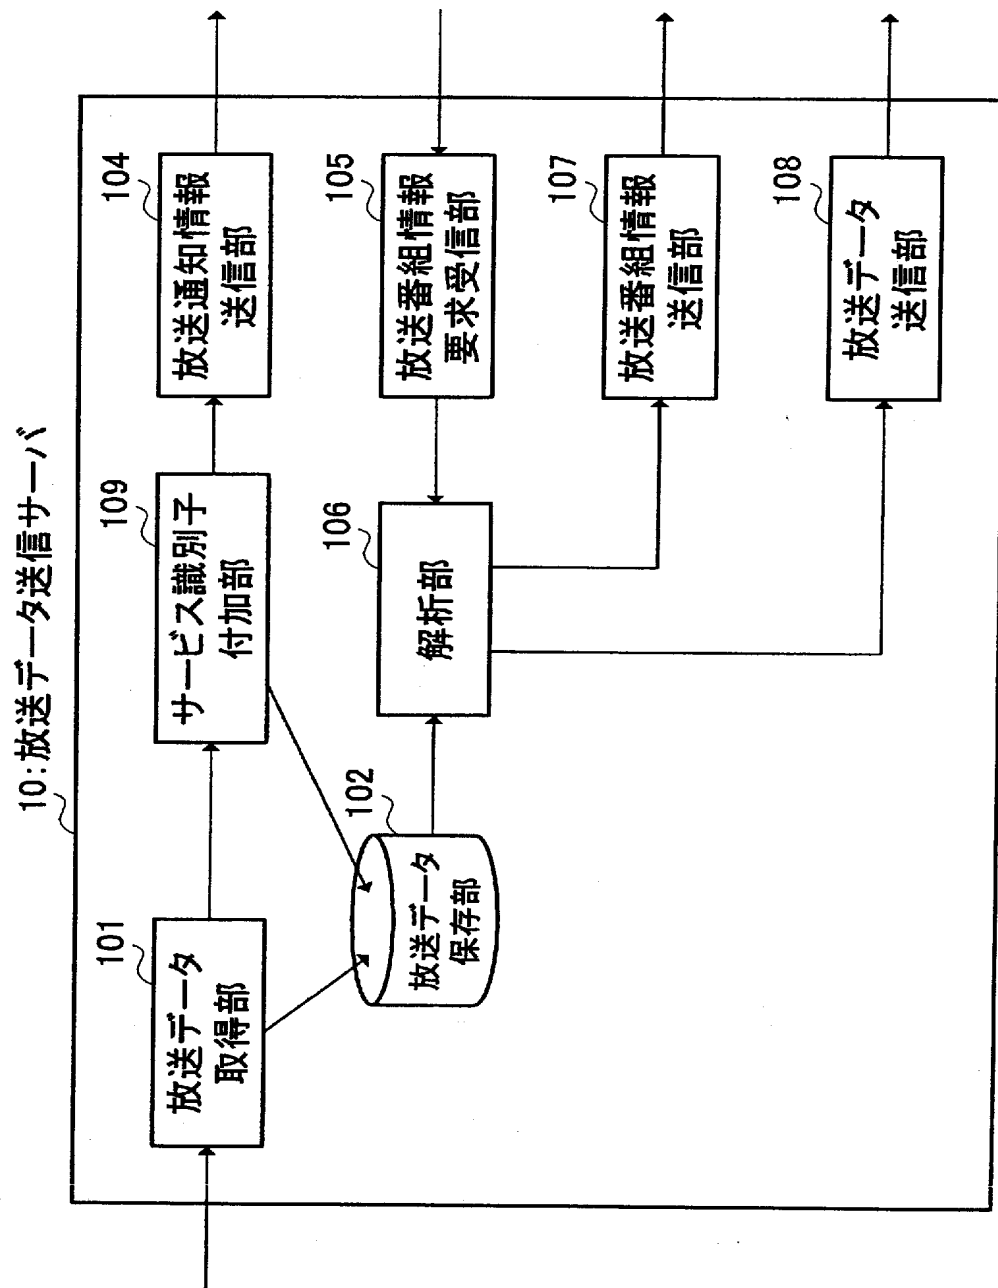 10:放送データ送信サーバ
101
放送データ
取得部
109
サービス識別子
付加部
104
放送通知情報
送信部
102
放送データ
保存部
106
解析部
105
放送番組情報
要求受信部
107
放送番組情報
送信部
108
放送データ
送信部